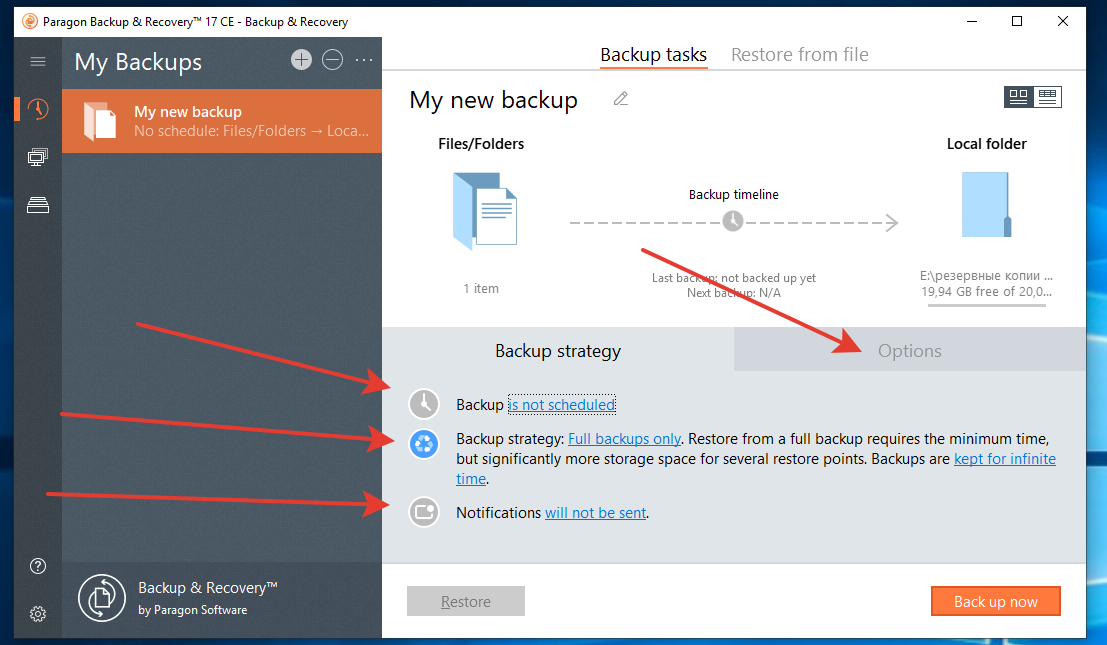 Paragon Backup & Recovery™ 17 CE - Backup & Recovery
My Backups
My new backup
No schedule: Files/Folders → Loca...
Backup tasks
Restore from file
My new backup
Files/Folders
Local folder
Backup timeline
1 item
Last backup: not backed up yet
Next backup: N/A
E:\резервные копии ...
19,94 GB free of 20,0...
Backup strategy
Options
Backup is not scheduled
Backup strategy: Full backups only. Restore from a full backup requires the minimum time,
but significantly more storage space for several restore points. Backups are kept for infinite
time.
Notifications will not be sent.
Backup & Recovery™
by Paragon Software
Restore
Back up now